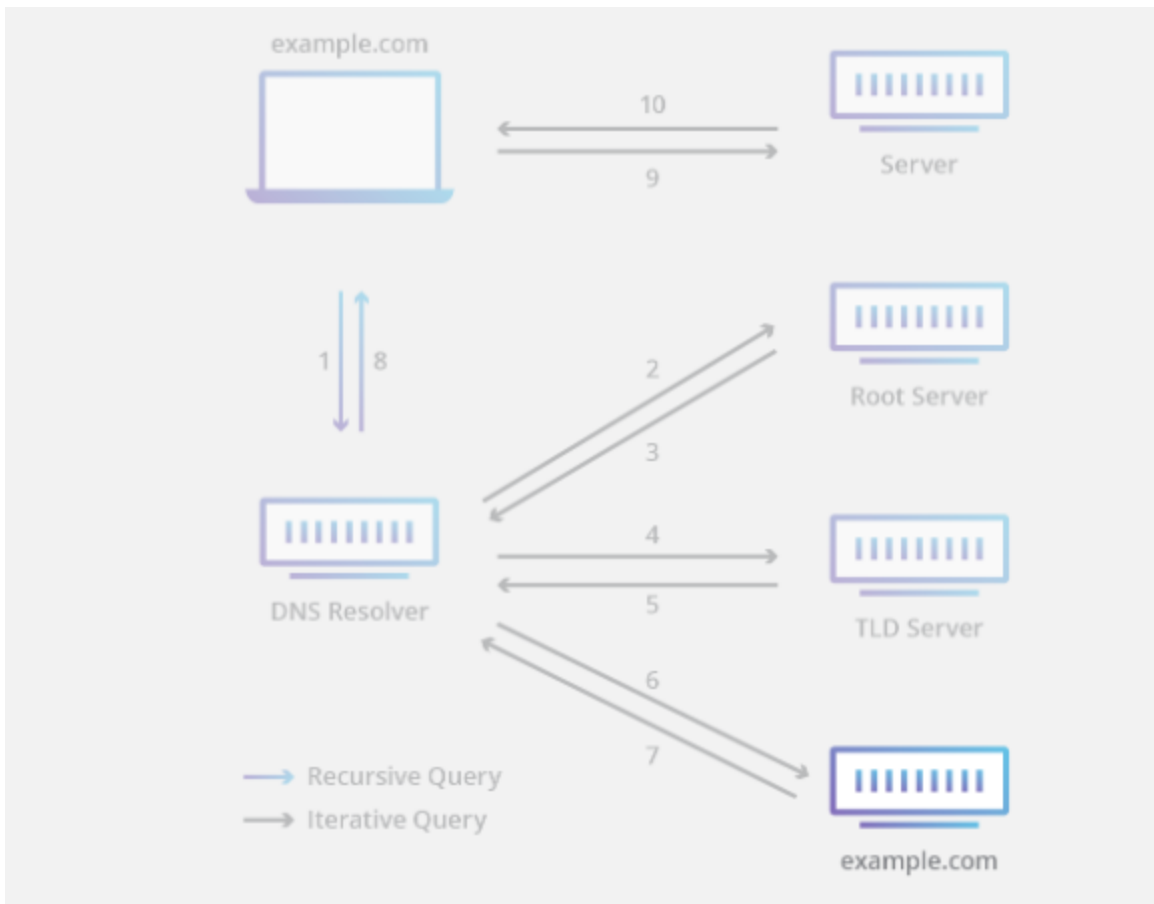 example.com
10
9
Server
1
8
2
3
Root Server
DNS Resolver
4
5
TLD Server
6
7
Recursive Query
Iterative Query
example.com